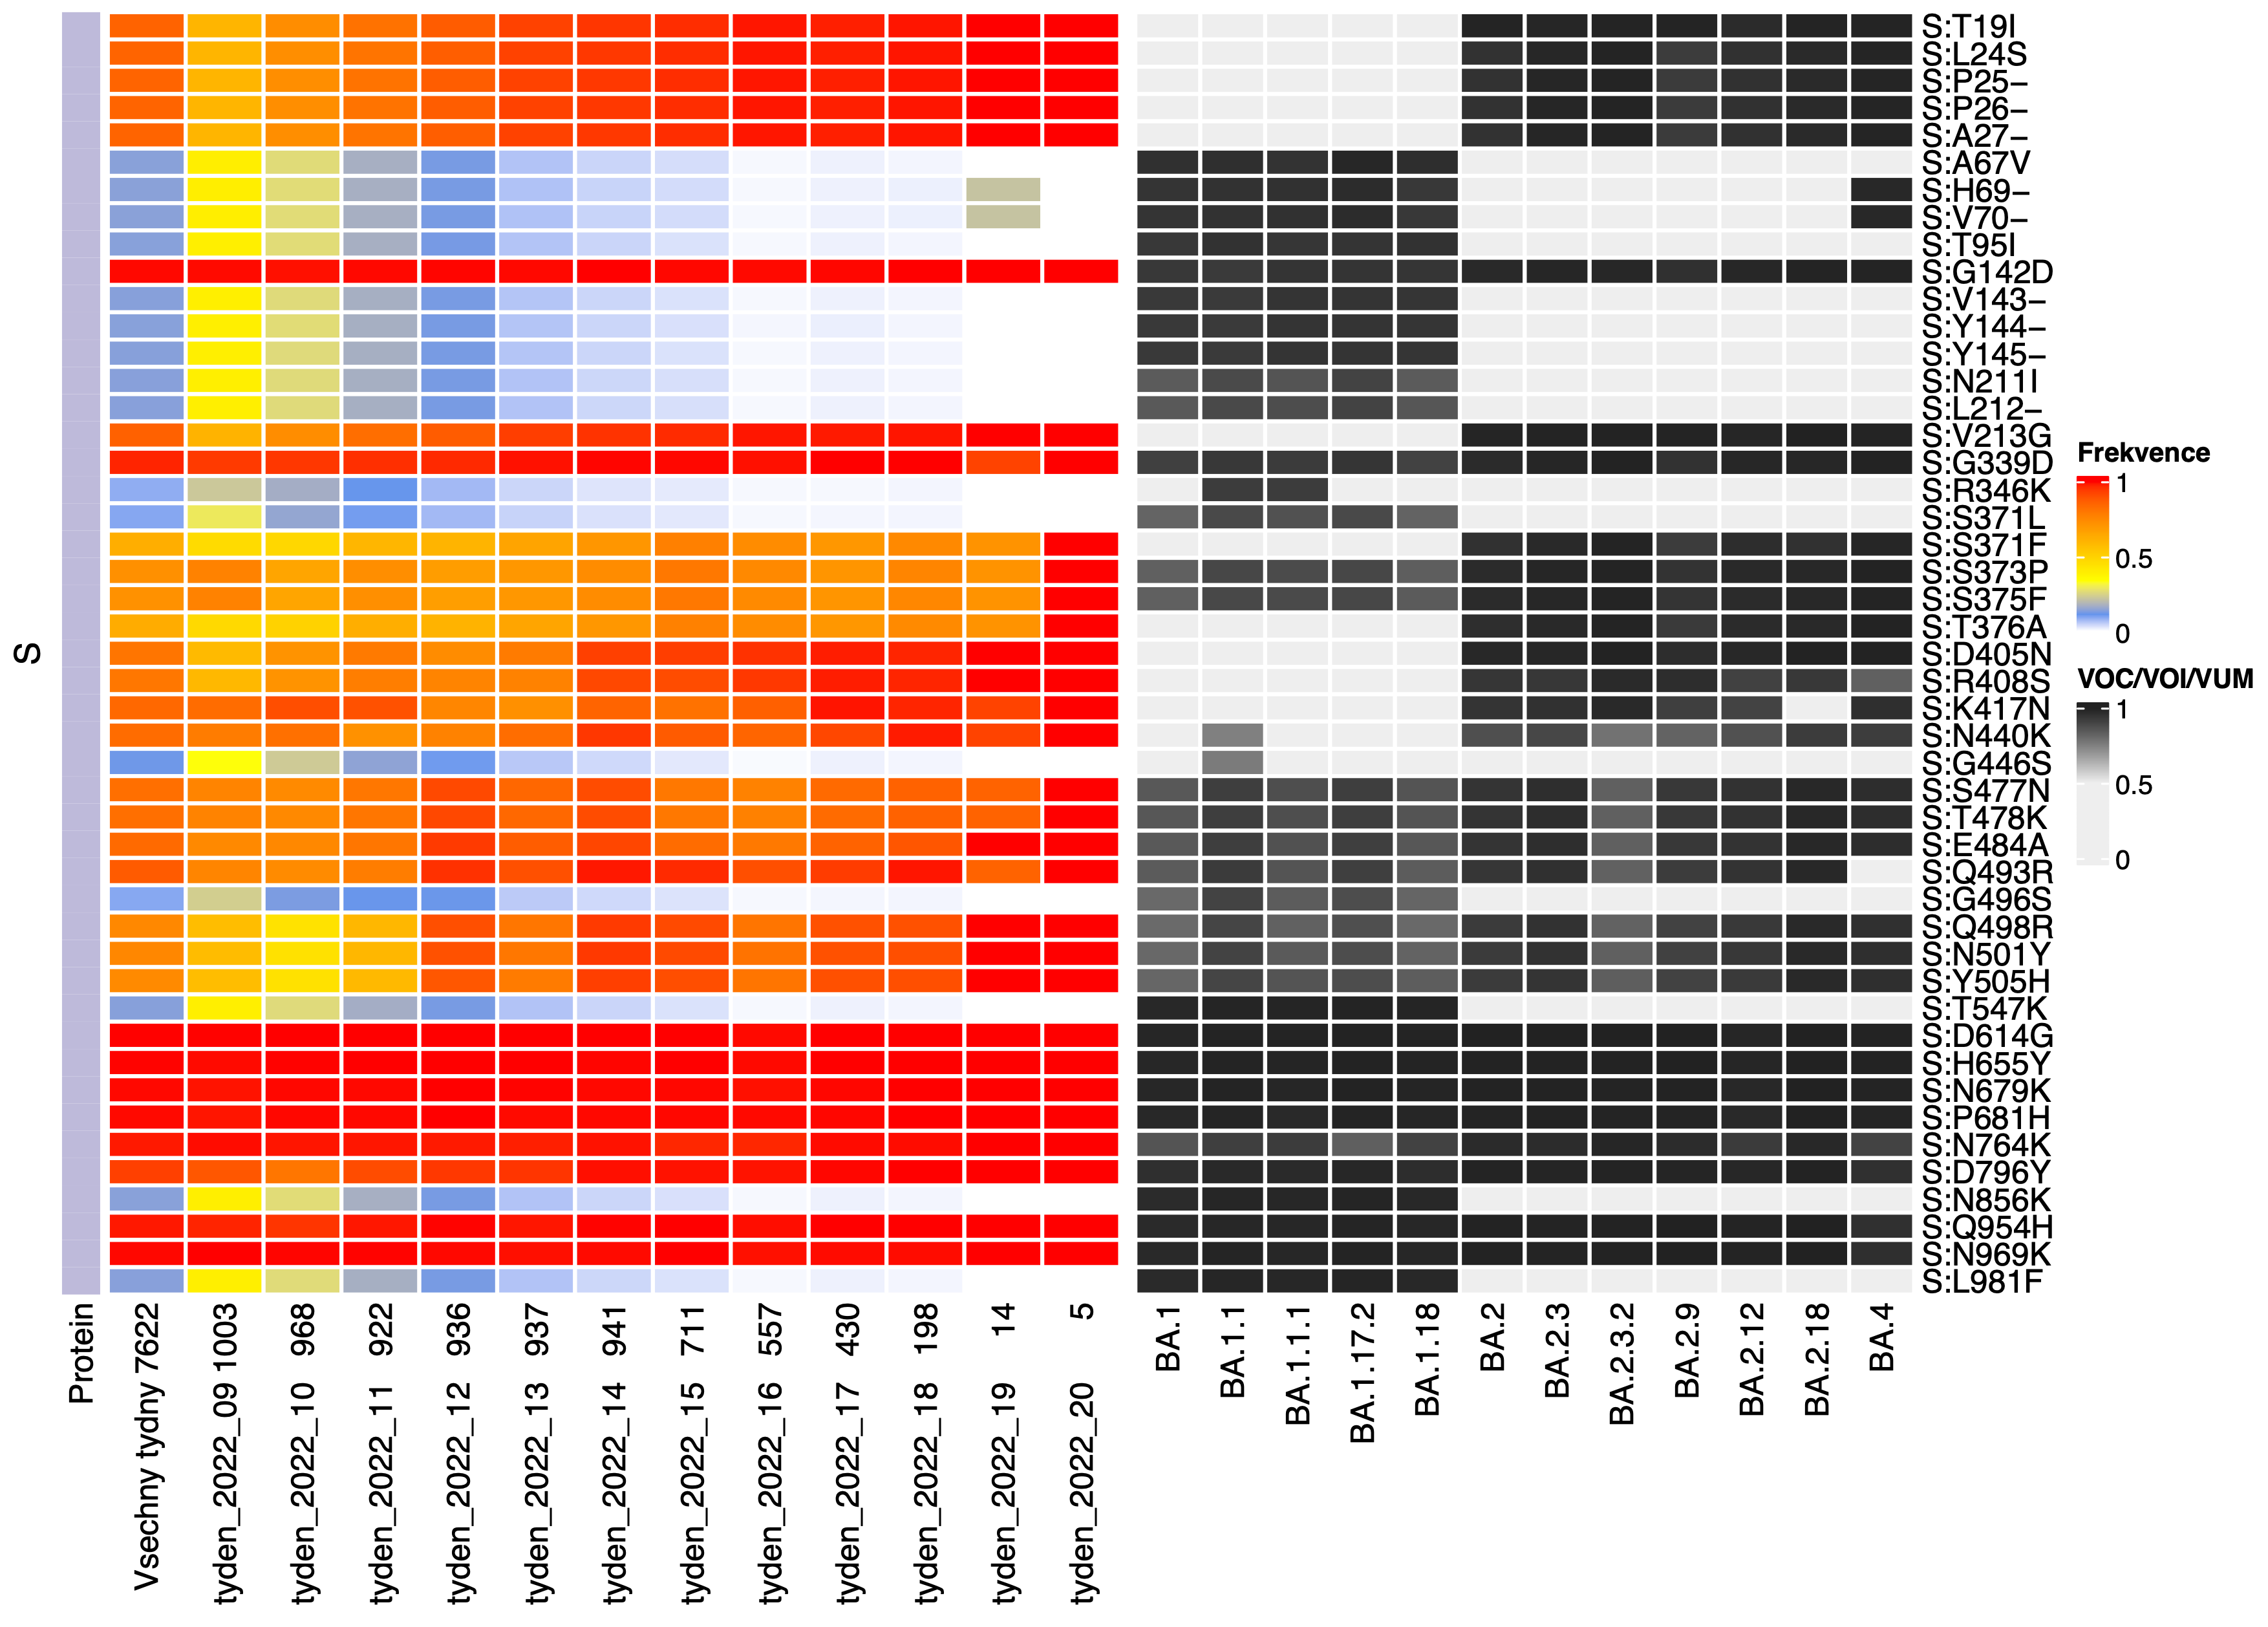 S
S:T19I
S:L24S
S:P25–
S:P26–
S:A27–
S:A67V
S:H69–
S:V70–
S:T95I
S:G142D
S:V143–
S:Y144–
S:Y145–
S:N211I
S:L212–
S:V213G
S:G339D
S:R346K
S:S371L
S:S371F
S:S373P
S:S375F
S:T376A
S:D405N
S:R408S
S:K417N
S:N440K
S:G446S
S:S477N
S:T478K
S:E484A
S:Q493R
S:G496S
S:Q498R
S:N501Y
S:Y505H
S:T547K
S:D614G
S:H655Y
S:N679K
S:P681H
S:N764K
S:D796Y
S:N856K
S:Q954H
S:N969K
S:L981F
Frekvence
1
0.5
0
VOC/VOI/VUM
1
0.5
0
Protein
Vsechny tydny 7622
tyden_2022_09 1003
tyden_2022_10 968
tyden_2022_11 922
tyden_2022_12 936
tyden_2022_13 937
tyden_2022_14 941
tyden_2022_15 711
tyden_2022_16 557
tyden_2022_17 430
tyden_2022_18 198
tyden_2022_19 14
tyden_2022_20 5
BA.1
BA.1.1
BA.1.1.1
BA.1.17.2
BA.1.18
BA.2
BA.2.3
BA.2.3.2
BA.2.9
BA.2.12
BA.2.18
BA.4